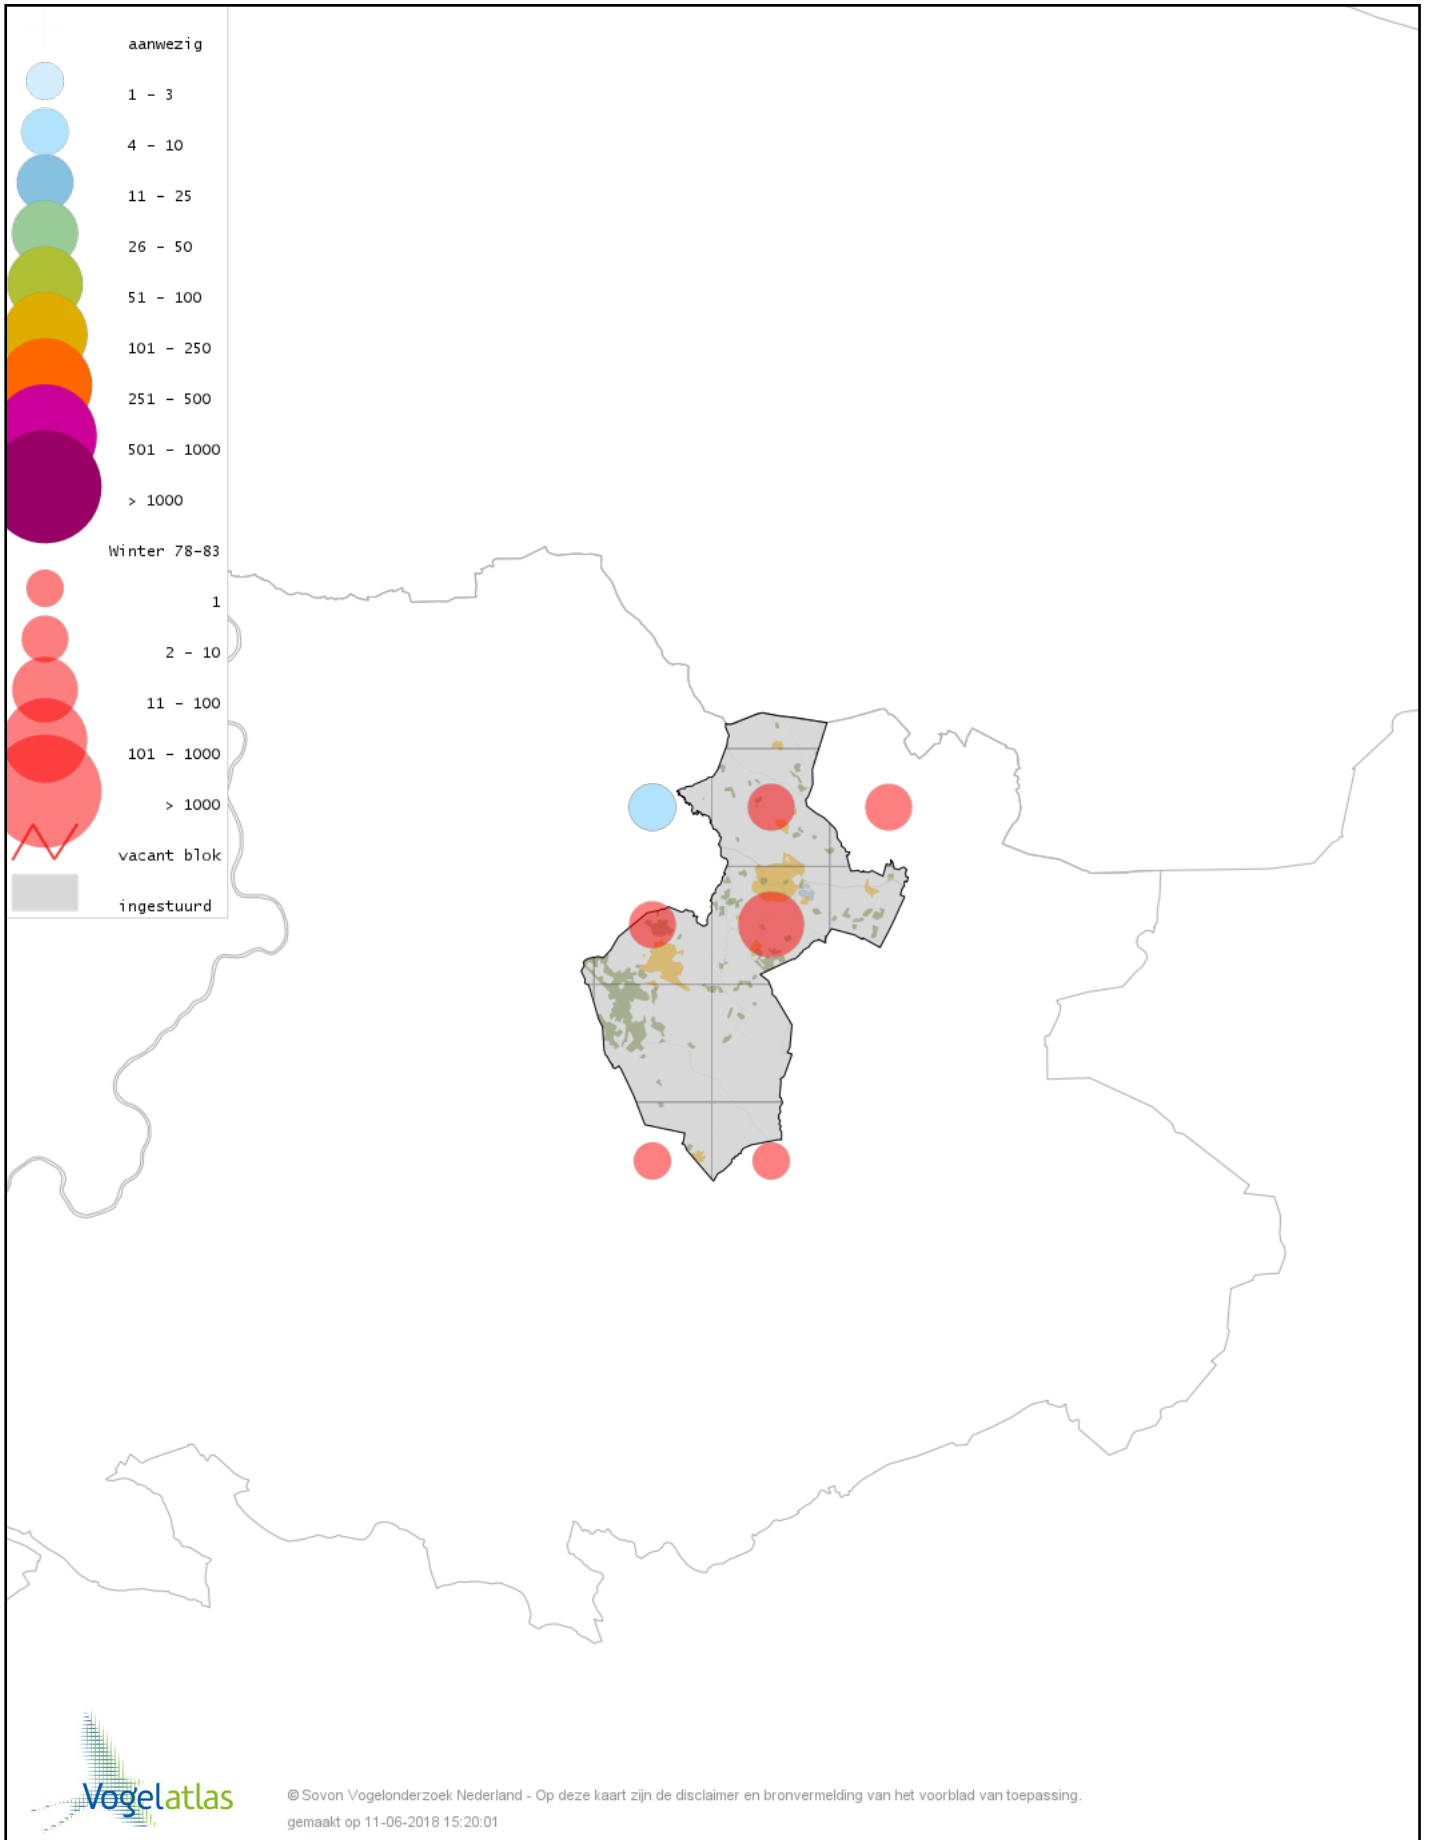 aanwezig
1 - 3
4 - 10
11 - 25
26 - 50
51 - 100
101 - 250
251 - 500
501 - 1000
> 1000
Winter 78-83
1
2 - 10
11 - 100
101 - 1000
> 1000
vacant blok
ingestuurd
Vogelatlas
© Sovon Vogelonderzoek Nederland - Op deze kaart zijn de disclaimer en bronvermelding van het voorblad van toepassing.
gemaakt op 11-06-2018 15:20:01